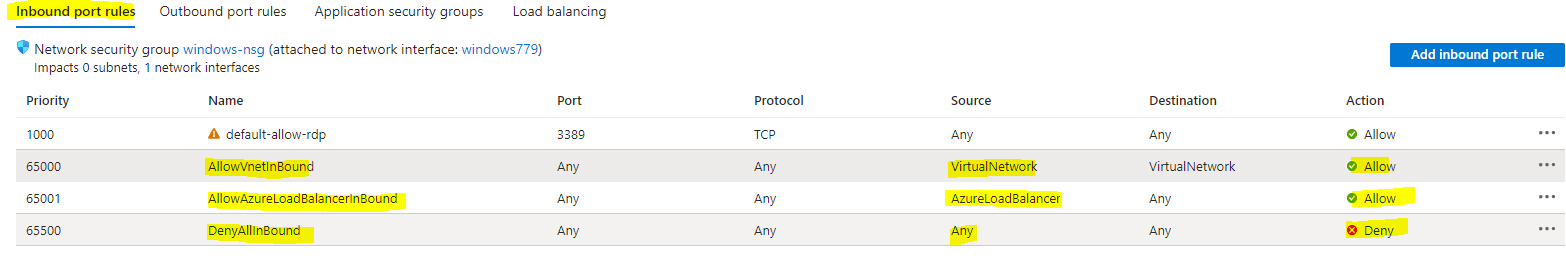 Inbound port rules Outbound port rules Application security groups Load balancing
Network security group windows-nsg (attached to network interface: windows779)
Impacts 0 subnets, 1 network interfaces
Add inbound port rule
Priority Name Port Protocol Source Destination Action
1000 default-allow-rdp 3389 TCP Any Any Allow
65000 AllowVnetInBound Any Any VirtualNetwork VirtualNetwork Allow
65001 AllowAzureLoadBalancerInBound Any Any AzureLoadBalancer Any Allow
65500 DenyAllInBound Any Any Any Any Deny